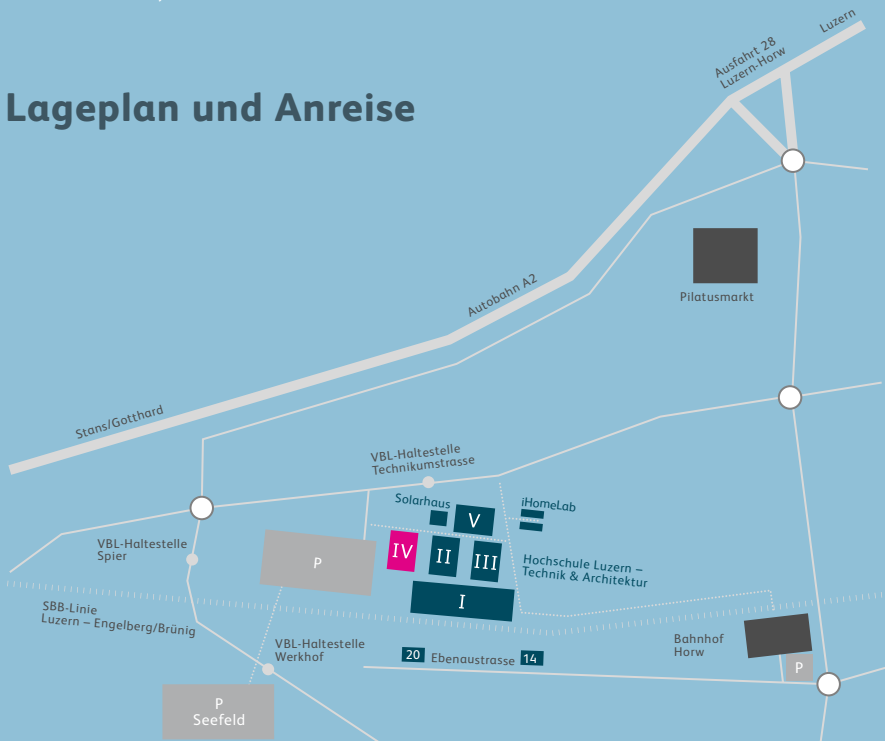 Luzern
Ausfahrt 28
Luzern-Horw
Lageplan und Anreise
Pilatusmarkt
Autobahn A2
Stans/Gotthard
VBL-Haltestelle
Technikumstrasse
Solarhaus
iHomeLab
V
IV
II
III
Hochschule Luzern –
Technik & Architektur
I
P
VBL-Haltestelle
Spier
SBB-Linie
Luzern – Engelberg/Brünig
VBL-Haltestelle
Werkhof
20 Ebenaustrasse 14
Bahnhof
Horw
P
P
Seefeld